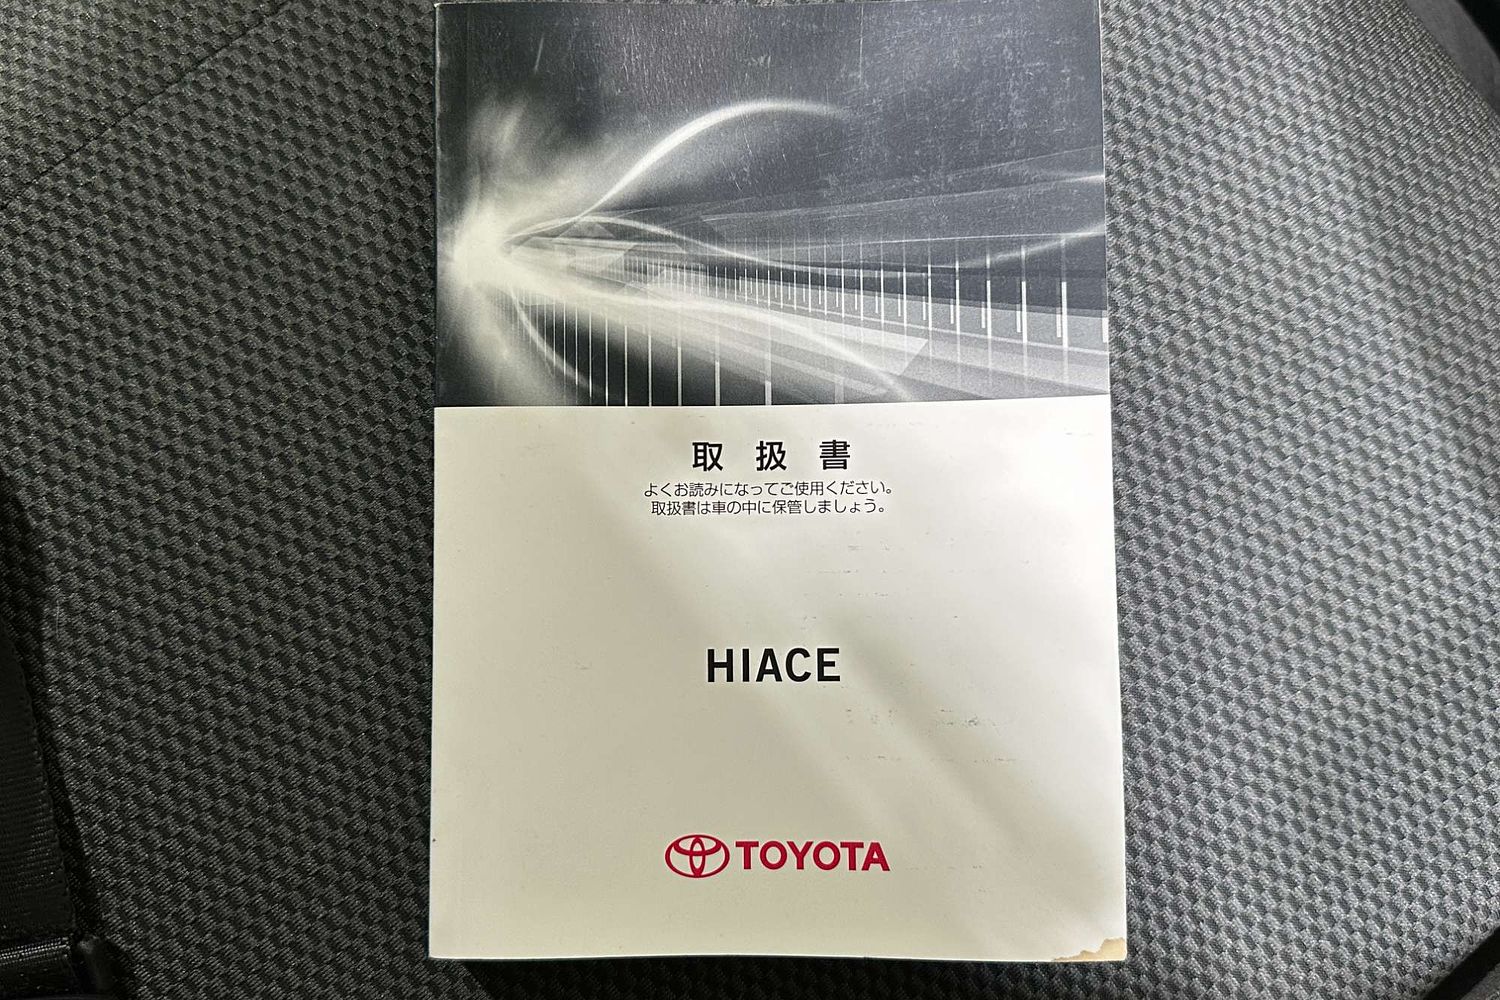 取扱書
よくお読みになってご使用ください。
取扱書は車の中に保管しましょう。
HIACE
TOYOTA